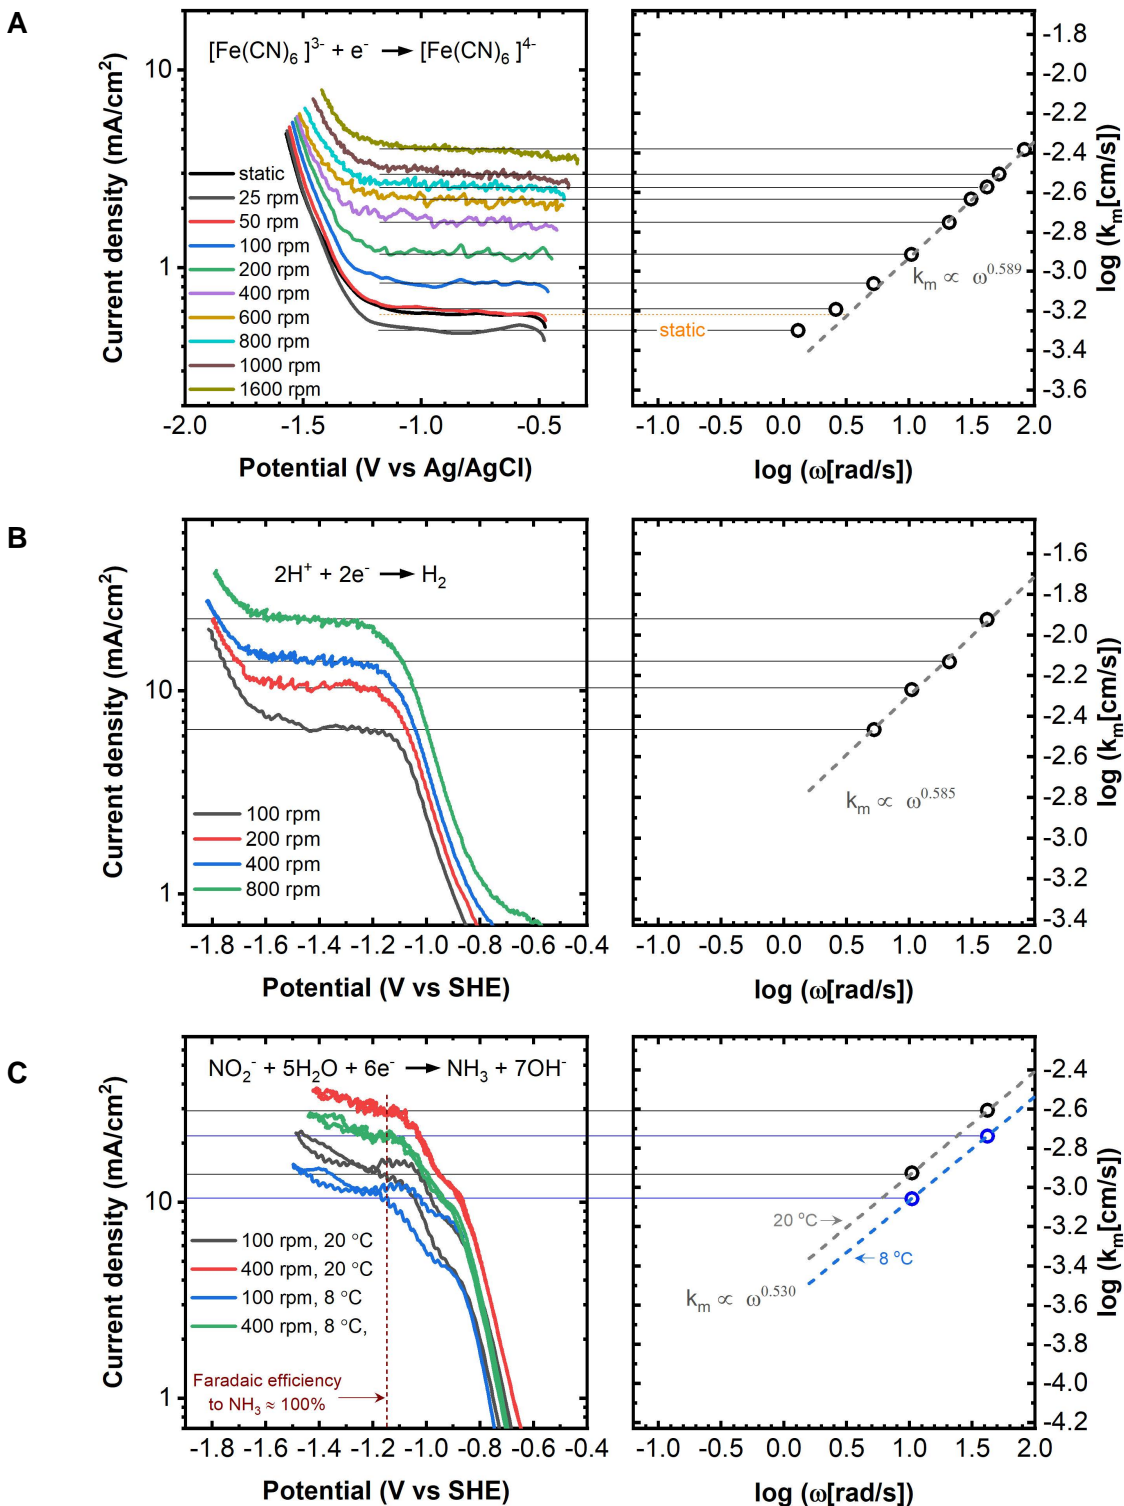 A
[Fe(CN)6 ]3- + e- → [Fe(CN)6 ]4-
10
1
Current density (mA/cm2)
static
25 rpm
50 rpm
100 rpm
200 rpm
400 rpm
600 rpm
800 rpm
1000 rpm
1600 rpm
-2.0 -1.5 -1.0 -0.5
Potential (V vs Ag/AgCl)
static
km ∝ ω0.589
-1.8
-2.0
-2.2
-2.4
-2.6
-2.8
-3.0
-3.2
-3.4
-3.6
log (km[cm/s])
-1.0 -0.5 0.0 0.5 1.0 1.5 2.0
log (ω[rad/s])
B
2H+ + 2e- → H2
10
1
Current density (mA/cm2)
100 rpm
200 rpm
400 rpm
800 rpm
-1.8 -1.6 -1.4 -1.2 -1.0 -0.8 -0.6 -0.4
Potential (V vs SHE)
km ∝ ω0.585
-1.6
-1.8
-2.0
-2.2
-2.4
-2.6
-2.8
-3.0
-3.2
-3.4
log (km[cm/s])
-1.0 -0.5 0.0 0.5 1.0 1.5 2.0
log (ω[rad/s])
C
NO2- + 5H2O + 6e- → NH3 + 7OH-
10
1
Current density (mA/cm2)
100 rpm, 20 °C
400 rpm, 20 °C
100 rpm, 8 °C
400 rpm, 8 °C,
Faradaic efficiency
to NH3 ≈ 100%
-1.8 -1.6 -1.4 -1.2 -1.0 -0.8 -0.6 -0.4
Potential (V vs SHE)
20 °C
8 °C
km ∝ ω0.530
-2.4
-2.6
-2.8
-3.0
-3.2
-3.4
-3.6
-3.8
-4.0
-4.2
log (km[cm/s])
-1.0 -0.5 0.0 0.5 1.0 1.5 2.0
log (ω[rad/s])